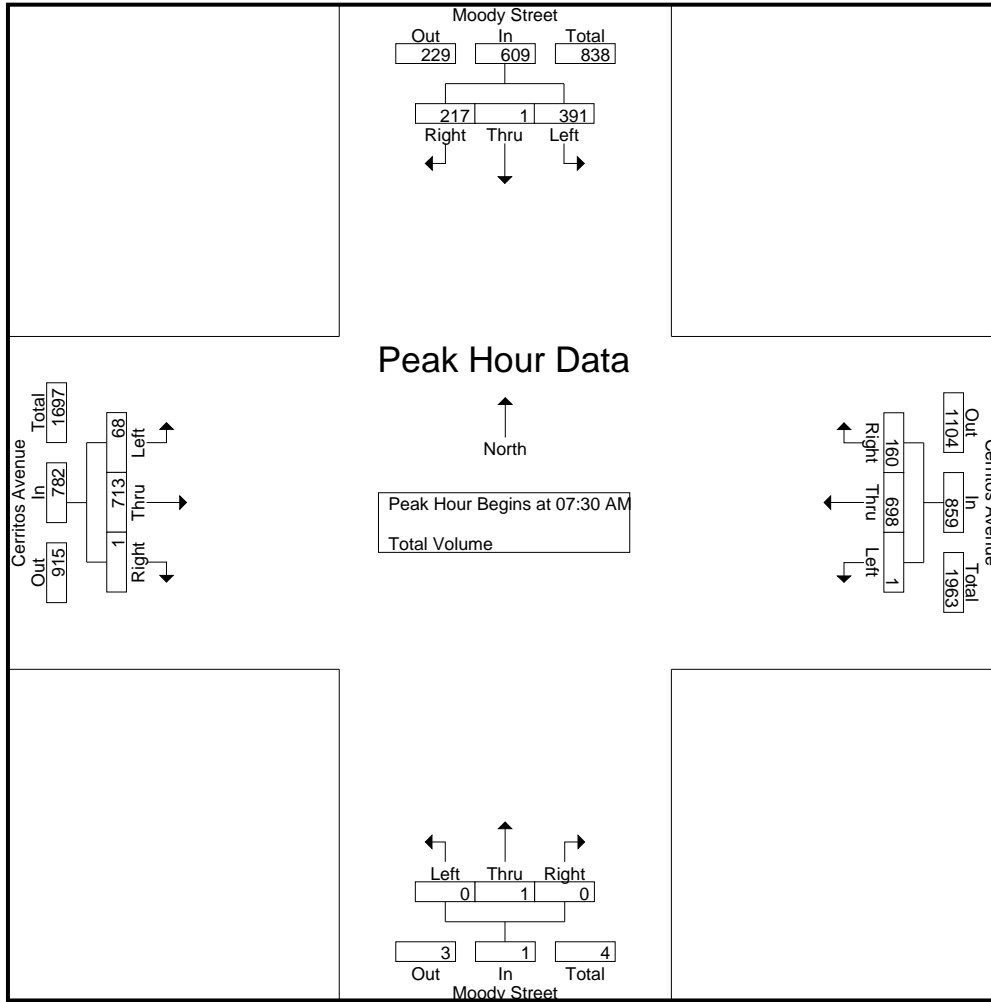 Moody Street
Out In Total
229 609 838
217 1 391
Right Thru Left
Peak Hour Data
North
Peak Hour Begins at 07:30 AM
Total Volume
Cerritos Avenue
Total In Out
1697 782 915
68 713 1
Left Thru Right
Cerritos Avenue
Out In Total
1104 859 1963
160 698 1
Right Thru Left
Left Thru Right
0 1 0
3 1 4
Out In Total
Moody Street